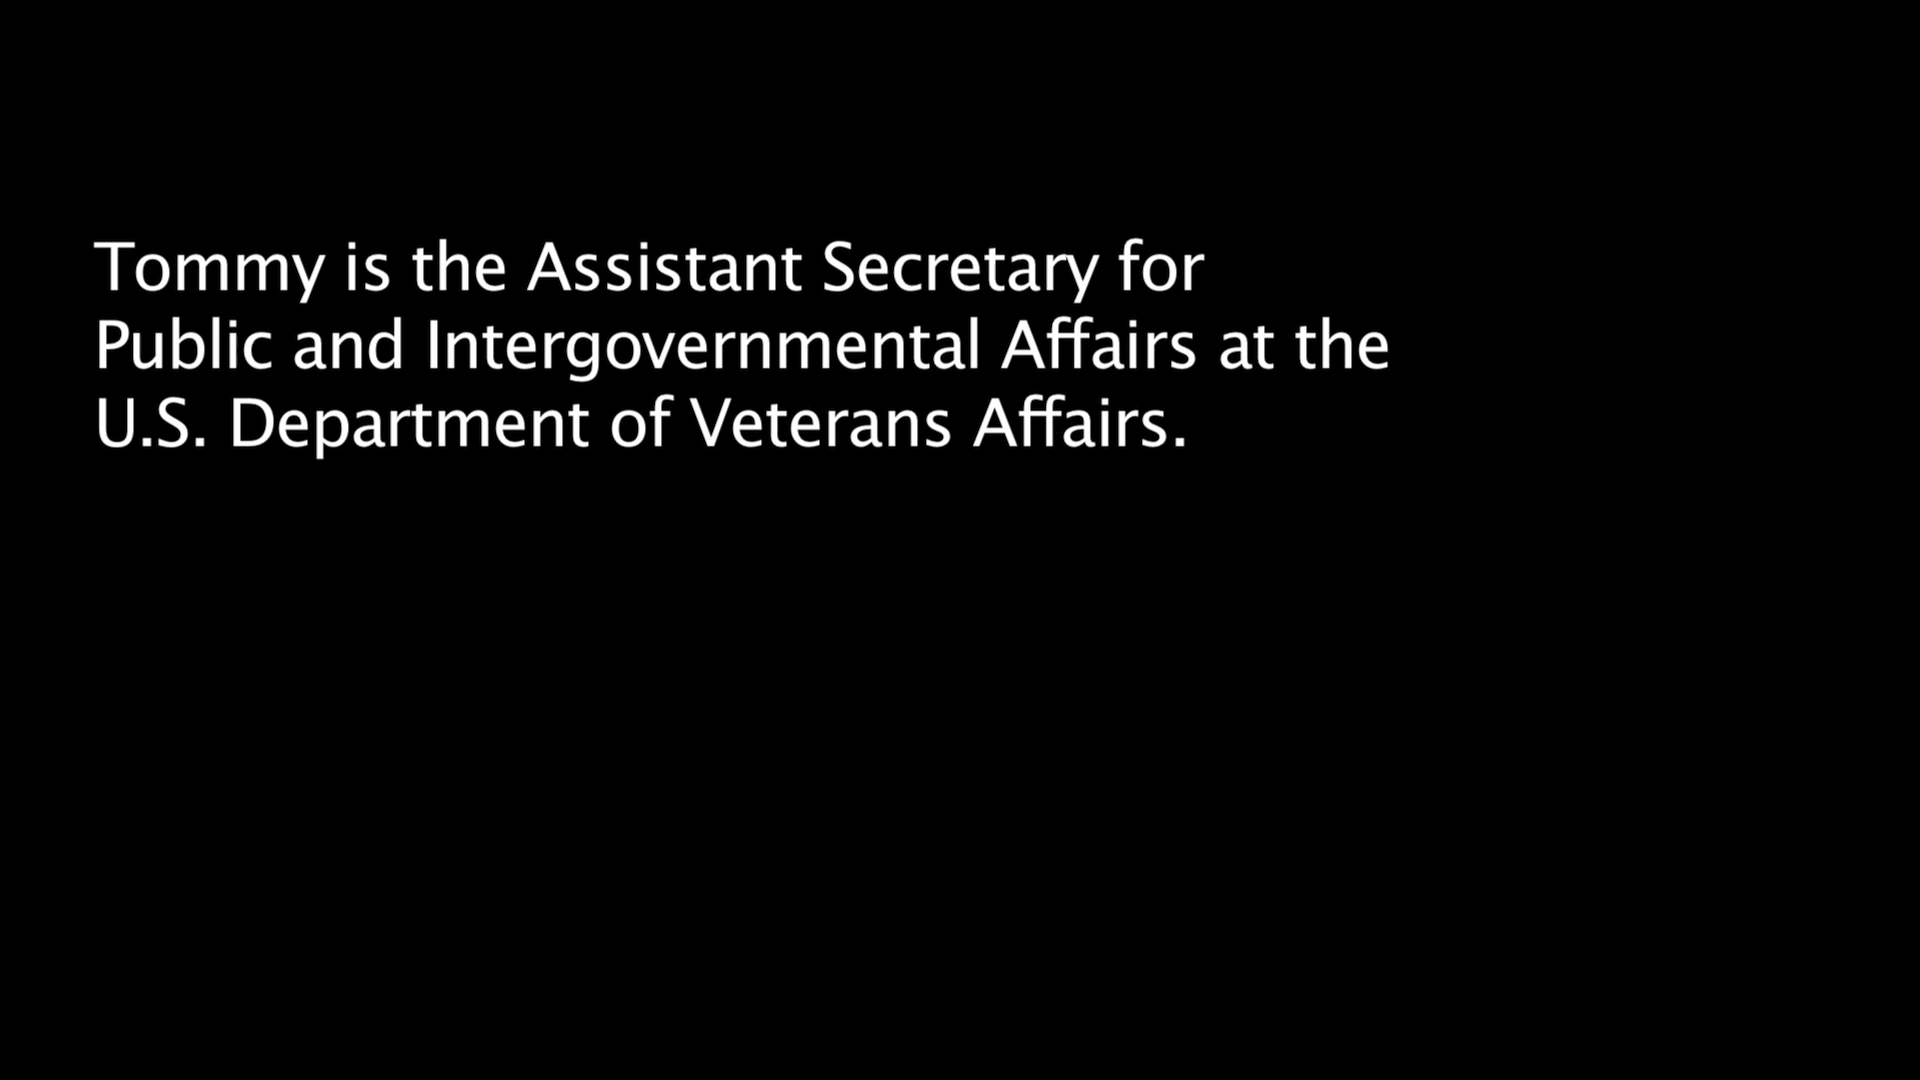 Tommy is the Assistant Secretary for
Public and Intergovernmental Affairs at the
U.S. Department of Veterans Affairs.